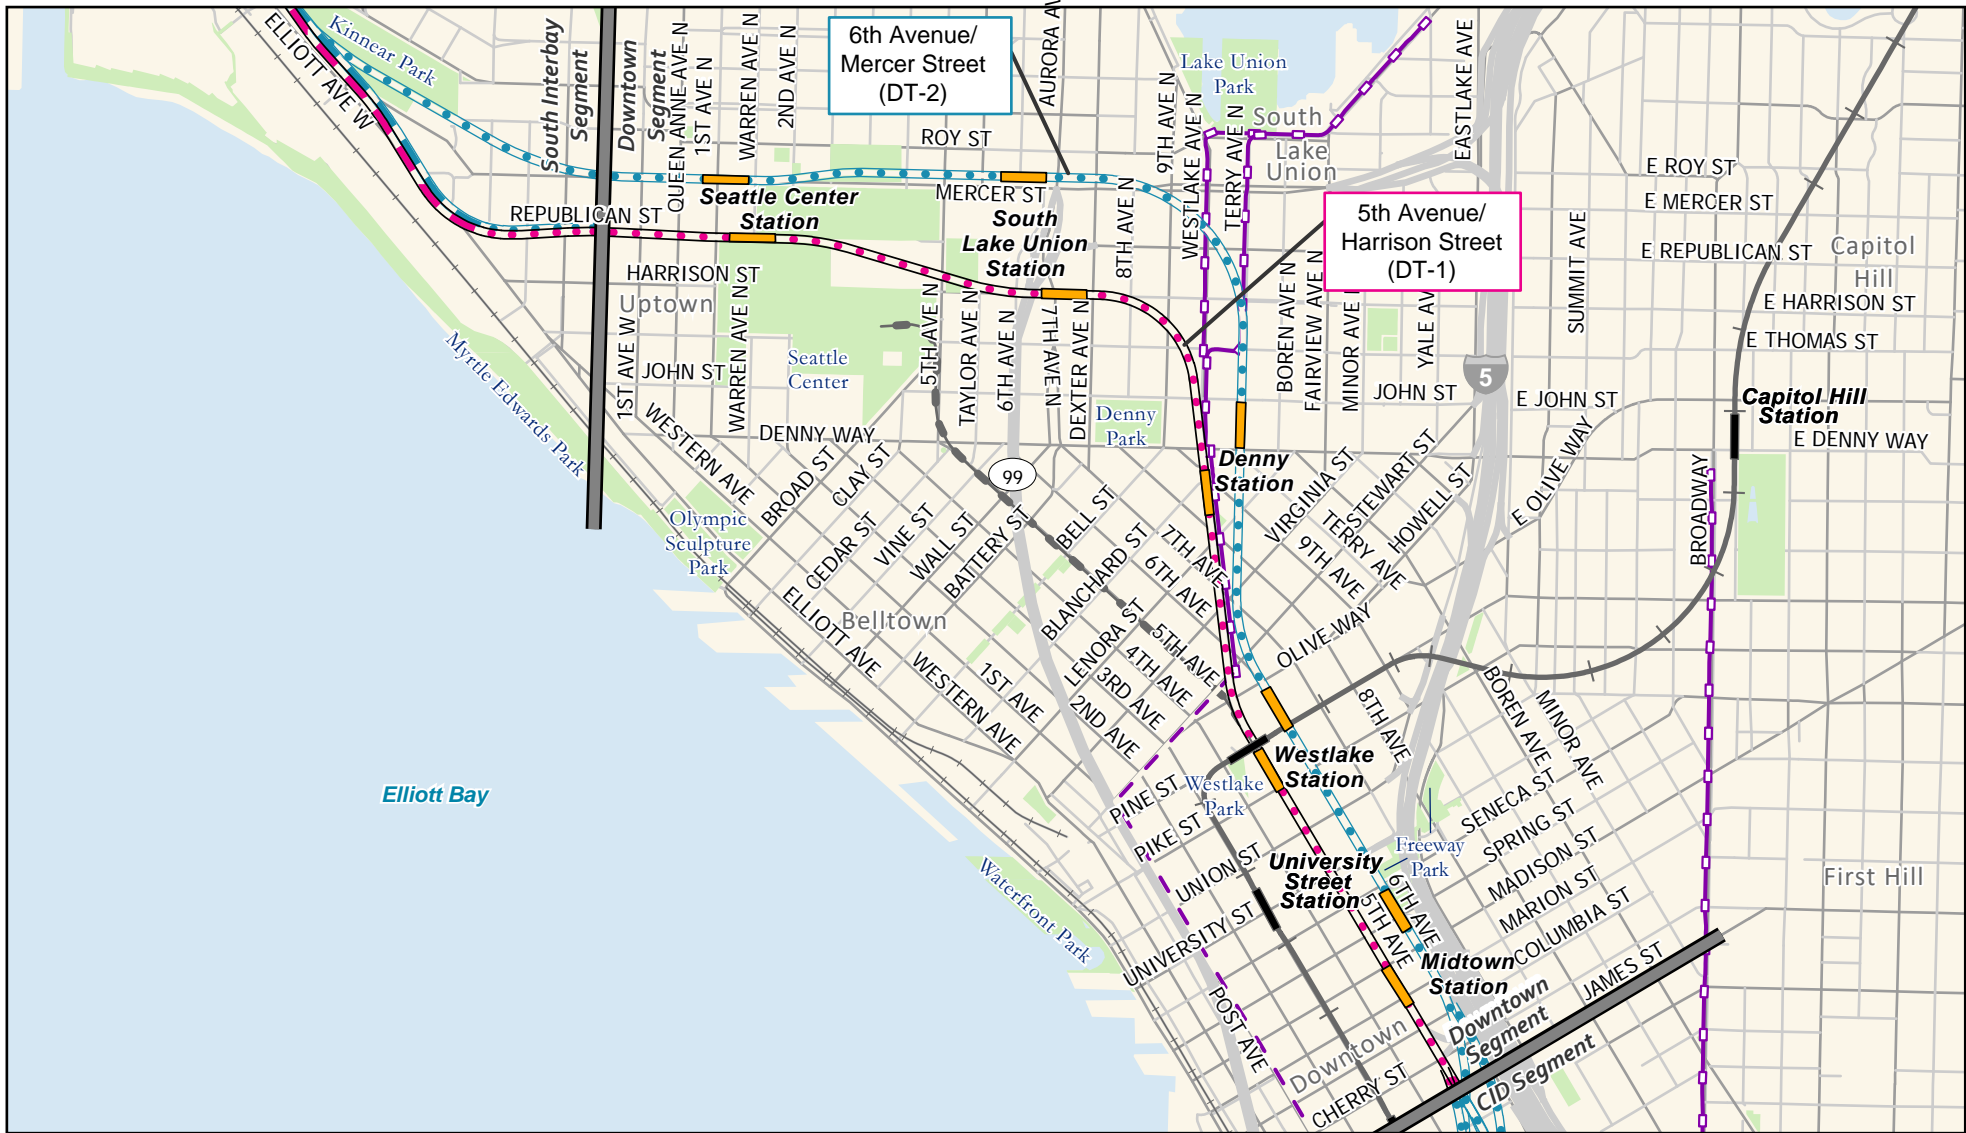 Kinnear Park
ELLIOTT AVE W
South Interbay
Segment
Downtown
Segment
QUEEN ANNE AVE N
1ST AVE N
WARREN AVE N
2ND AVE N
6th Avenue/
Mercer Street
(DT-2)
AURORA AV
ROY ST
MERCER ST
9TH AVE N
WESTLAKE AVE N
TERRY AVE N
Lake Union
Park
South
Lake
Union
EASTLAKE AVE
E ROY ST
E MERCER ST
E REPUBLICAN ST
Capitol
Hill
E HARRISON ST
E THOMAS ST
SUMMIT AVE
5th Avenue/
Harrison Street
(DT-1)
REPUBLICAN ST
Seattle Center
Station
South
Lake Union
Station
8TH AVE N
HARRISON ST
Uptown
WARREN AVE N
1ST AVE W
JOHN ST
Seattle
Center
5TH AVE N
TAYLOR AVE N
6TH AVE N
7TH AVE N
DEXTER AVE N
Denny
Park
BOREN AVE N
FAIRVIEW AVE N
MINOR AVE N
YALE AVE
5
JOHN ST
E JOHN ST
Capitol Hill
Station
E DENNY WAY
E OLIVE WAY
BROADWAY
Myrtle Edwards Park
WESTERN AVE
DENNY WAY
BROAD ST
CLAY ST
99
Denny
Station
VIRGINIA ST
STEWART ST
HOWELL ST
TERRY AVE
9TH AVE
Olympic
Sculpture
Park
CEDAR ST
VINE ST
WALL ST
BATTERY ST
BELL ST
BLANCHARD ST
LENORA ST
7TH AVE
6TH AVE
5TH AVE
4TH AVE
3RD AVE
2ND AVE
1ST AVE
WESTERN AVE
ELLIOTT AVE
Belltown
OLIVE WAY
8TH AVE
BOREN AVE
MINOR AVE
Elliott Bay
Westlake
Station
Westlake
Park
PINE ST
PIKE ST
UNION ST
UNIVERSITY ST
University
Street
Station
Freeway
Park
SENECA ST
SPRING ST
MADISON ST
MARION ST
COLUMBIA ST
JAMES ST
First Hill
6TH AVE
5TH AVE
Midtown
Station
Waterfront Park
POST AVE
Downtown
CHERRY ST
Downtown
Segment
CID Segment